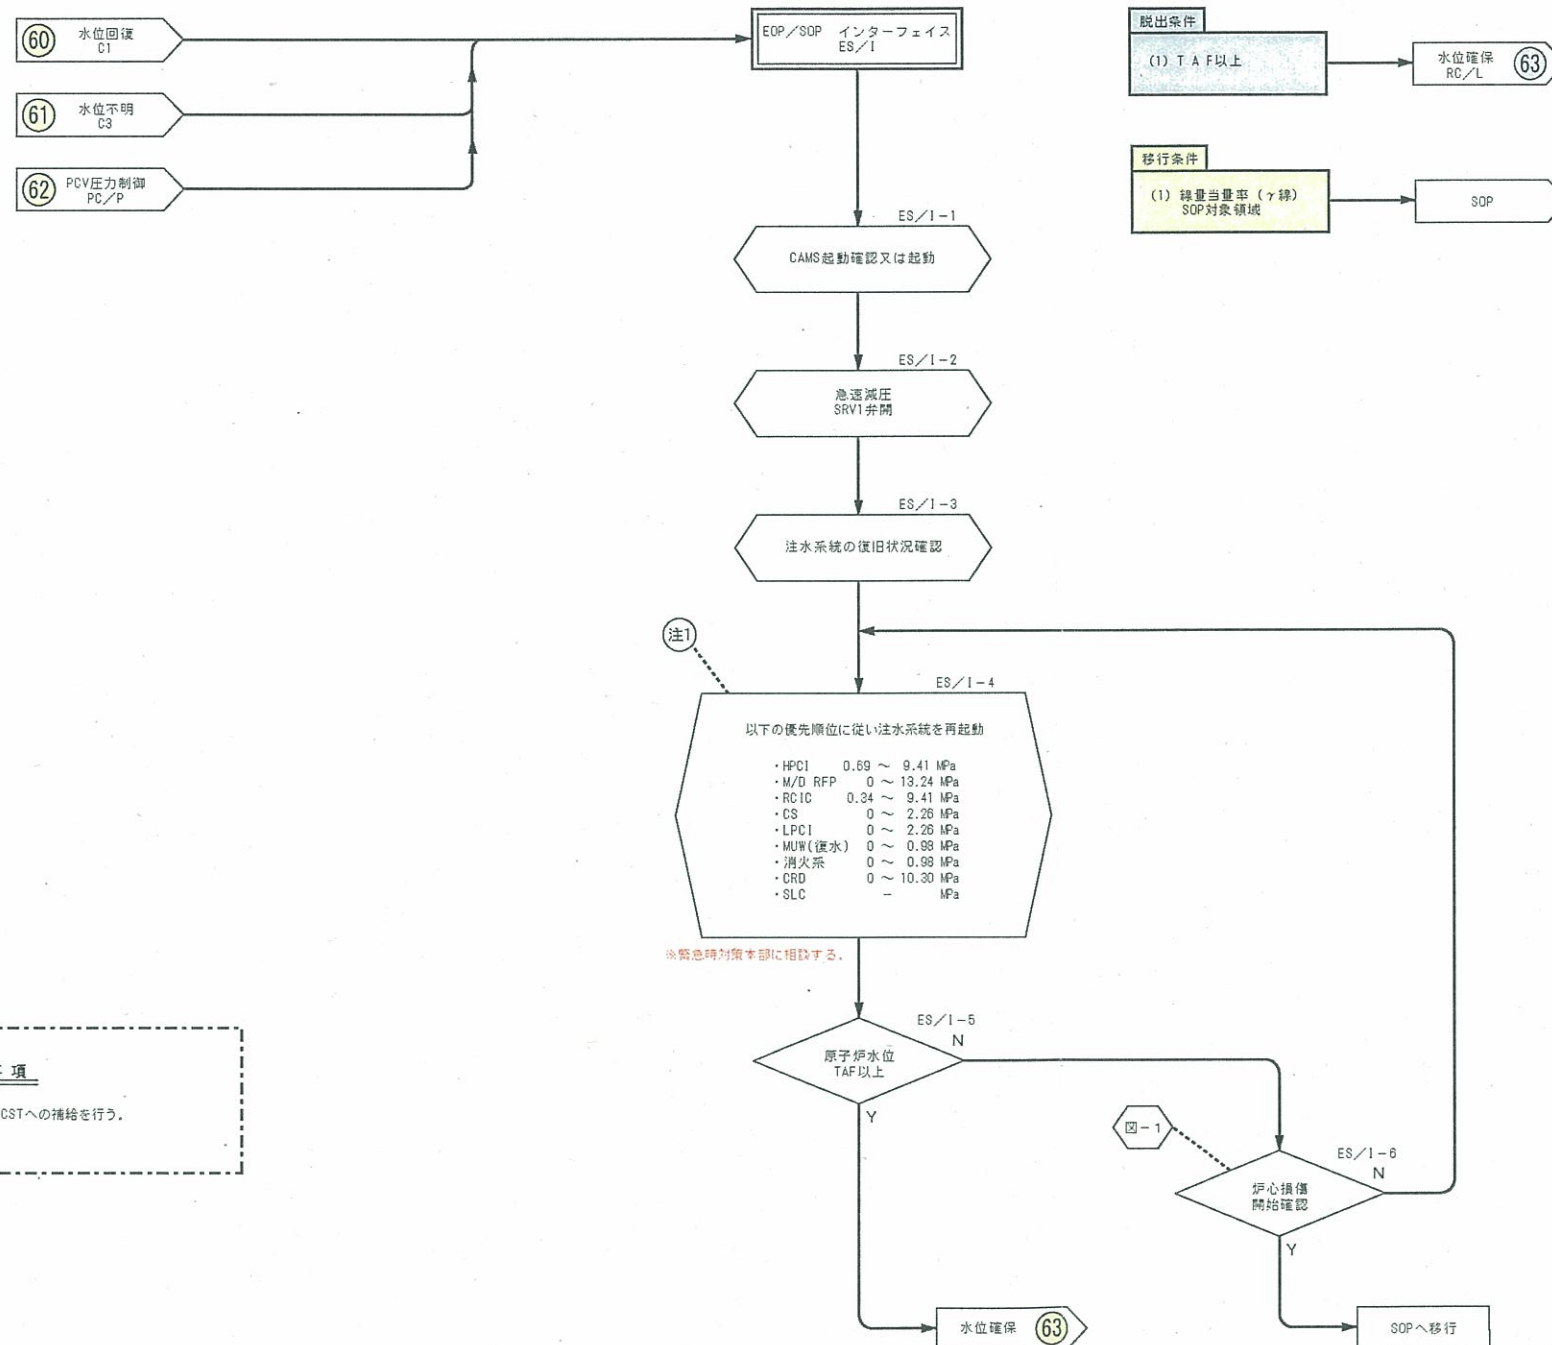 60 水位回復
C1
61 水位不明
C3
62 PCV圧力制御
PC/P
EOP/SOP インターフェイス
ES/I
脱出条件
(1) TAF以上
水位確保
RC/L
63
移行条件
(1) 線量当量率 (γ線)
SOP対象領域
SOP
ES/I-1
CAMS起動確認又は起動
ES/I-2
急速減圧
SRV1弁開
ES/I-3
注水系統の復旧状況確認
注1
ES/I-4
以下の優先順位に従い注水系統を再起動
・HPCI 0.69 ～ 9.41 MPa
・M/D RFP 0 ～ 13.24 MPa
・RCIC 0.34 ～ 9.41 MPa
・CS 0 ～ 2.26 MPa
・LPCI 0 ～ 2.26 MPa
・MUW(復水) 0 ～ 0.98 MPa
・消火系 0 ～ 0.98 MPa
・CRD 0 ～ 10.30 MPa
・SLC － MPa
※緊急時対策本部に相談する.
ES/I-5
原子炉水位
TAF以上
N
Y
項
CSTへの補給を行う.
図-1
ES/I-6
炉心損傷
開始確認
N
Y
水位確保 63
SOPへ移行